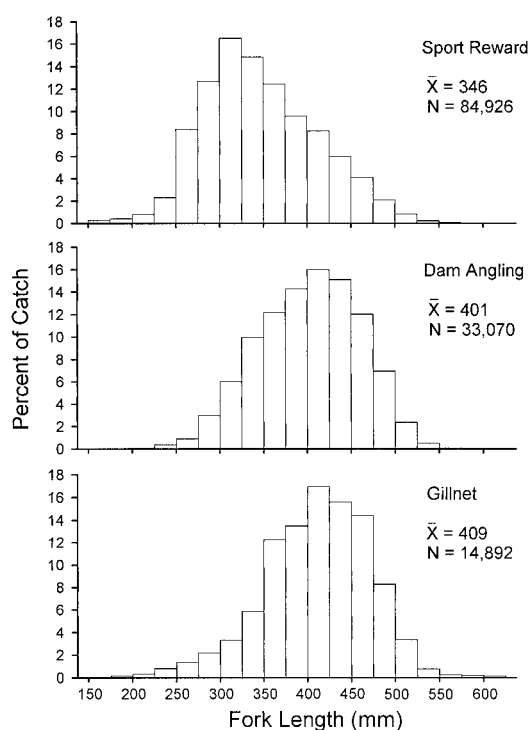 18
16
14
12
10
8
6
4
2
0
Sport Reward
X̄ = 346
N = 84,926
18
16
14
12
10
8
6
4
2
0
Dam Angling
X̄ = 401
N = 33,070
Percent of Catch
18
16
14
12
10
8
6
4
2
0
Gillnet
X̄ = 409
N = 14,892
150 200 250 300 350 400 450 500 550 600
Fork Length (mm)